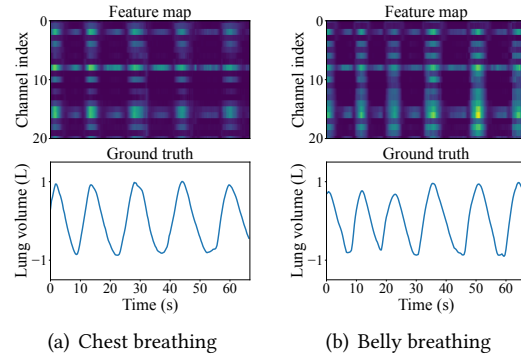 Feature map
Channel index
0
10
20
Ground truth
Lung volume (L)
1
−1
0 10 20 30 40 50 60
Time (s)
(a) Chest breathing
Feature map
Channel index
0
10
20
Ground truth
Lung volume (L)
1
−1
0 10 20 30 40 50 60
Time (s)
(b) Belly breathing